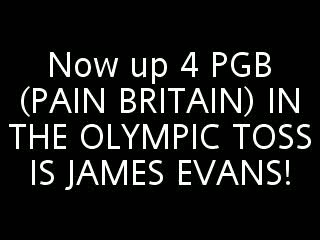 Now up 4 PGB
(PAIN BRITAIN) IN
THE OLYMPIC TOSS
IS JAMES EVANS!